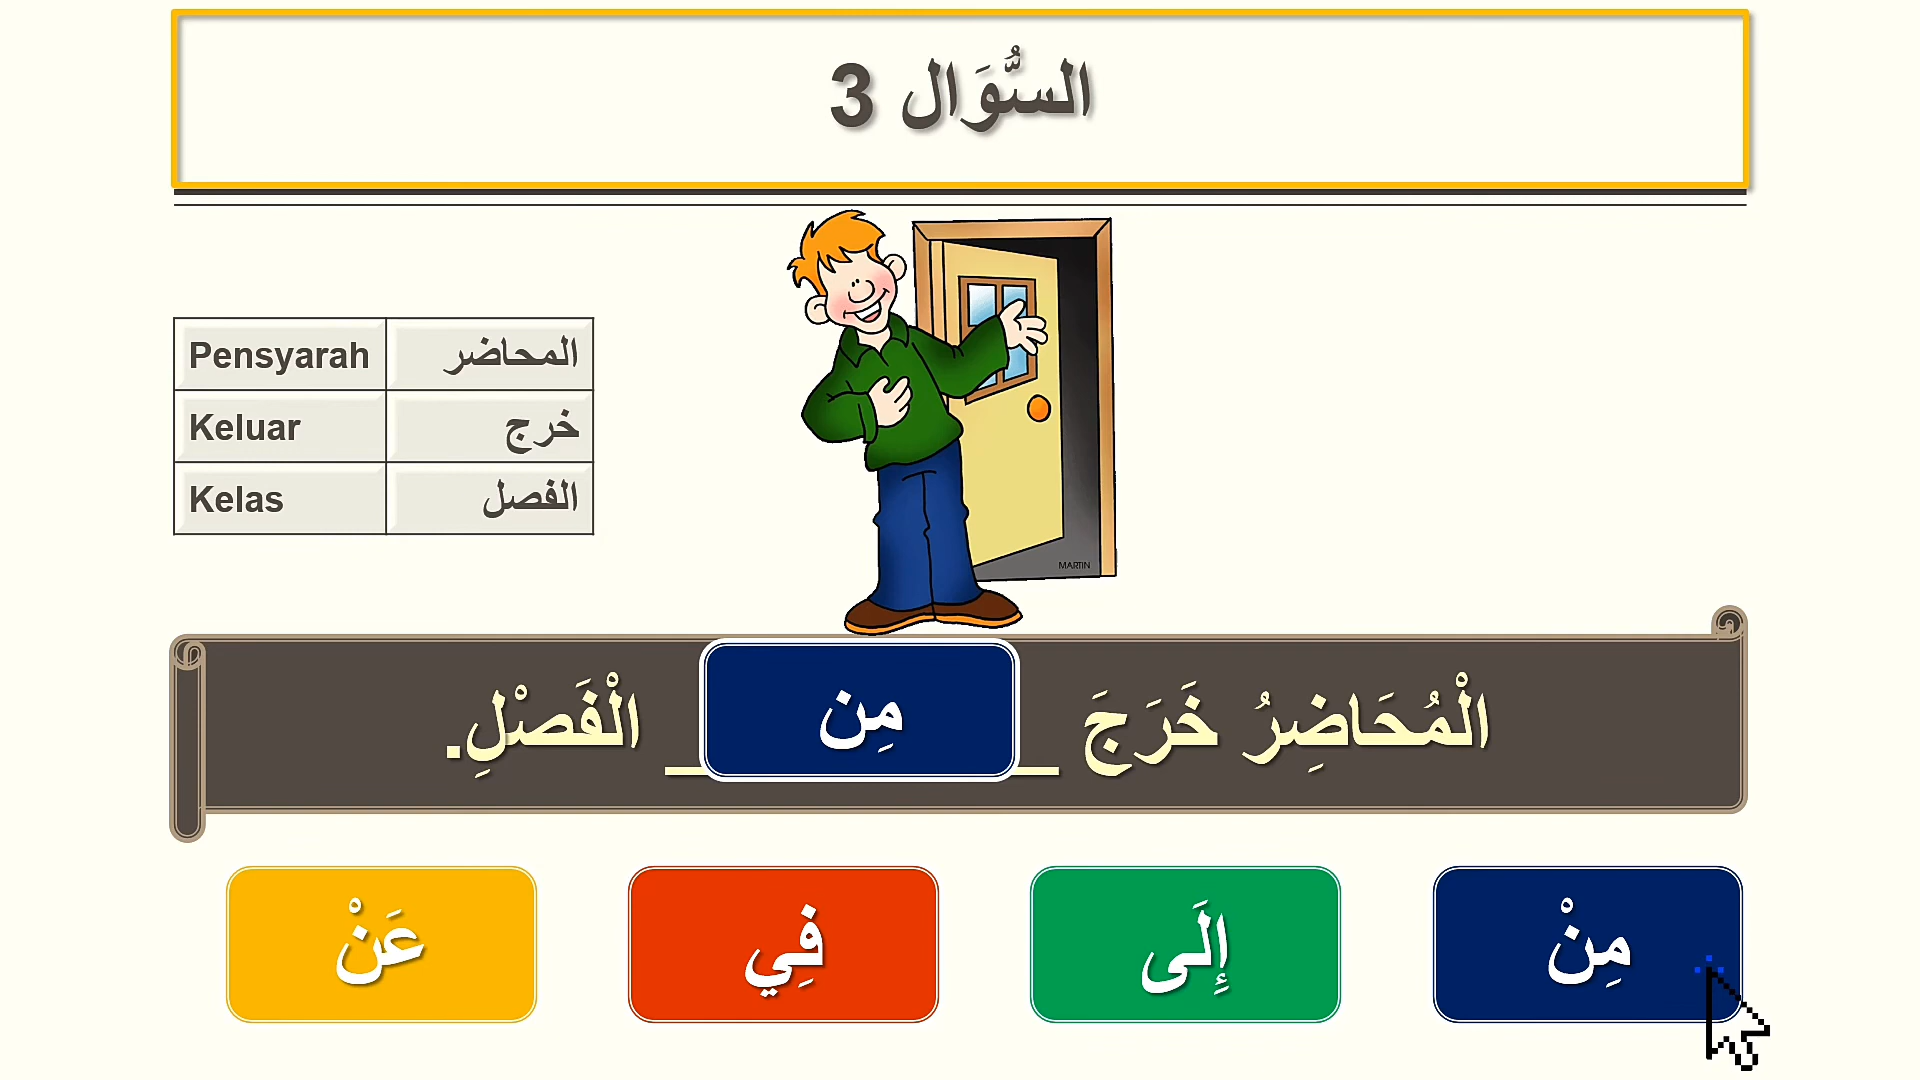 السُّوَال 3
Pensyarah المحاضر
Keluar خرج
Kelas الفصل
MARTIN
الْمُحَاضِرُ خَرَجَ _ مِن _ الْفَصْلِ.
مِنْ
إِلَى
فِي
عَنْ